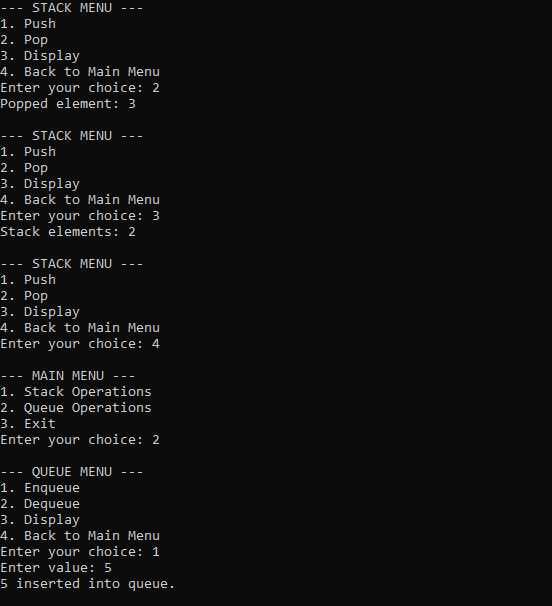 --- STACK MENU ---
1. Push
2. Pop
3. Display
4. Back to Main Menu
Enter your choice: 2
Popped element: 3
--- STACK MENU ---
1. Push
2. Pop
3. Display
4. Back to Main Menu
Enter your choice: 3
Stack elements: 2
--- STACK MENU ---
1. Push
2. Pop
3. Display
4. Back to Main Menu
Enter your choice: 4
--- MAIN MENU ---
1. Stack Operations
2. Queue Operations
3. Exit
Enter your choice: 2
--- QUEUE MENU ---
1. Enqueue
2. Dequeue
3. Display
4. Back to Main Menu
Enter your choice: 1
Enter value: 5
5 inserted into queue.